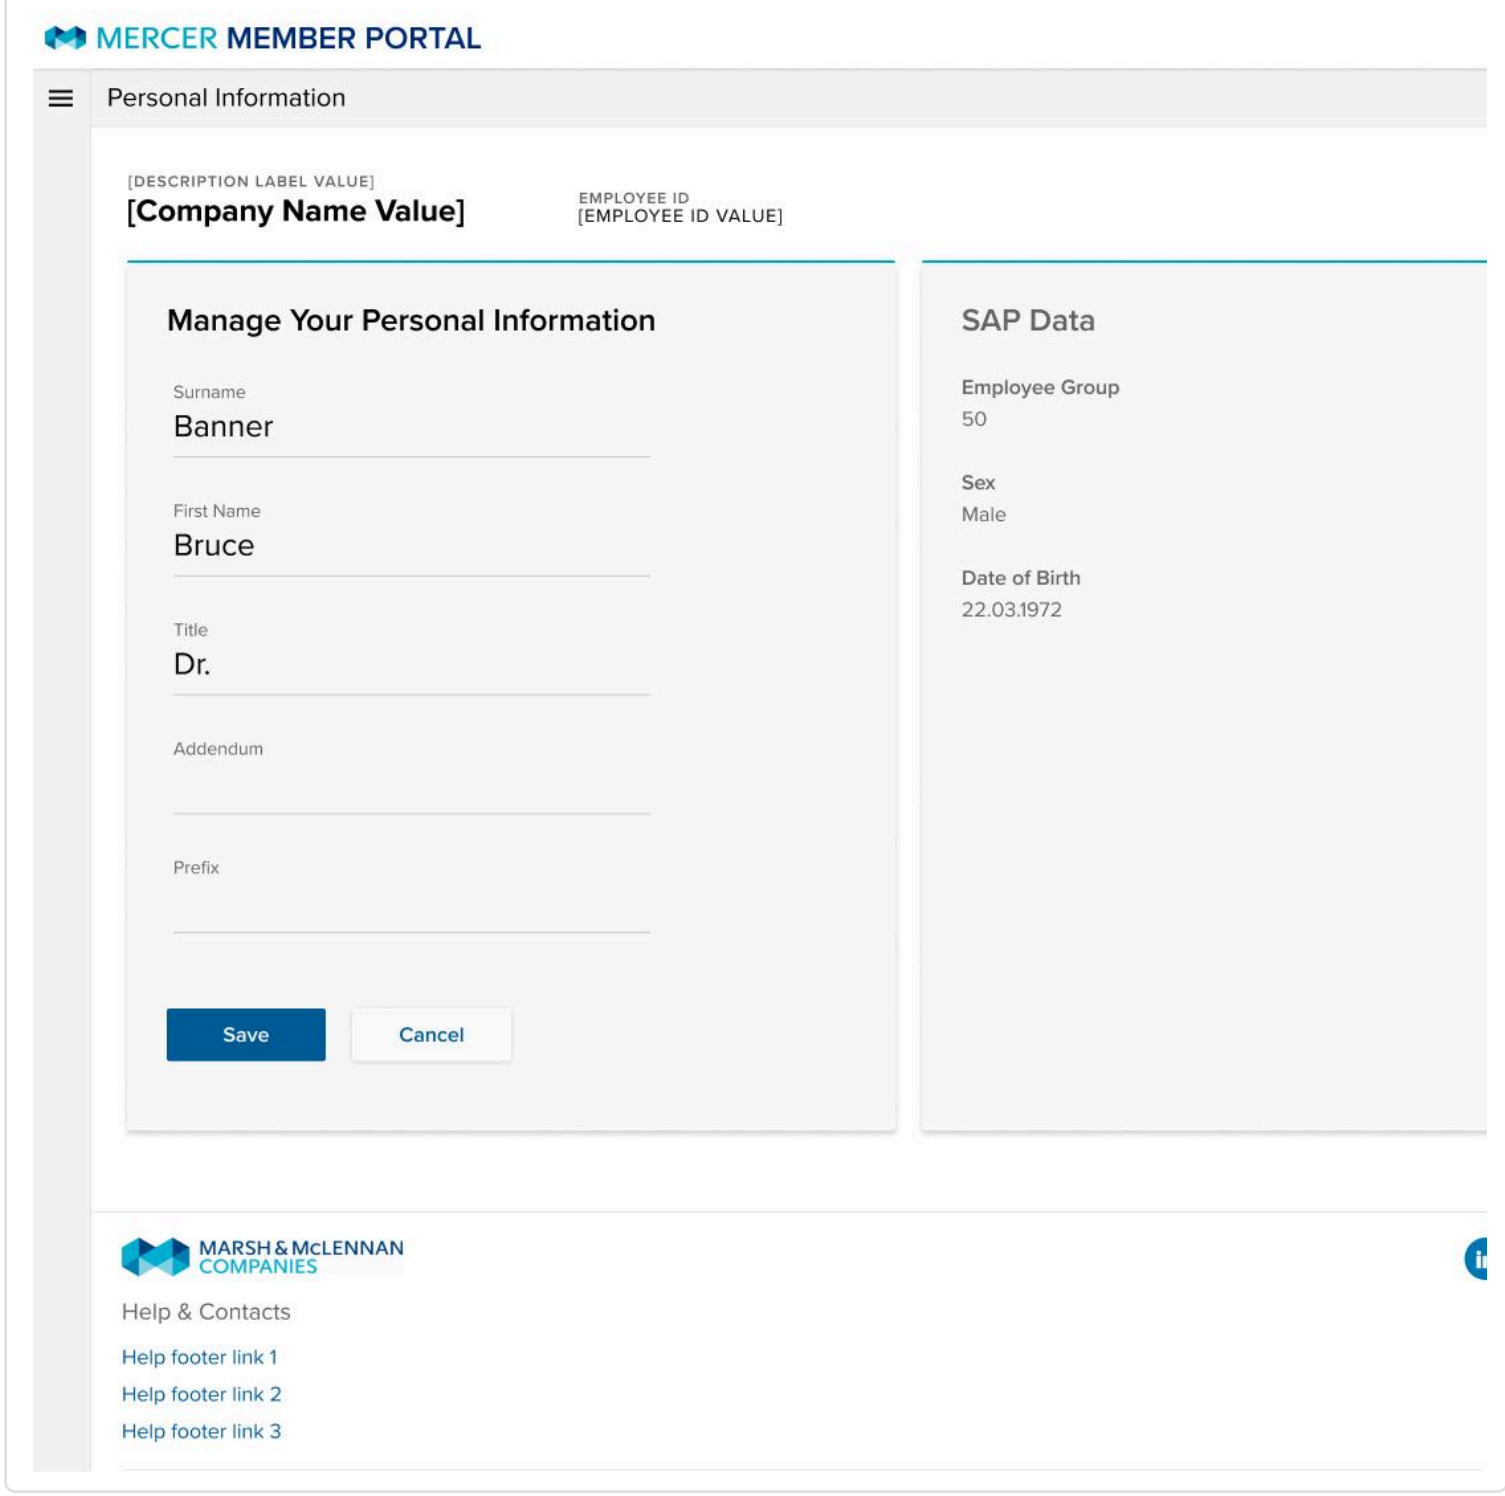 MERCER MEMBER PORTAL
Personal Information
[DESCRIPTION LABEL VALUE]
[Company Name Value]
EMPLOYEE ID
[EMPLOYEE ID VALUE]
Manage Your Personal Information
Surname
Banner
First Name
Bruce
Title
Dr.
Addendum
Prefix
Save
Cancel
SAP Data
Employee Group
50
Sex
Male
Date of Birth
22.03.1972
MARSH & McLENNAN
COMPANIES
in
Help & Contacts
Help footer link 1
Help footer link 2
Help footer link 3